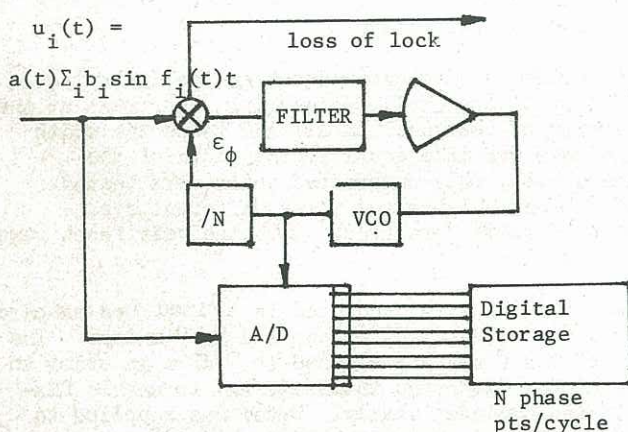 u_i(t) =
a(t)Σ_i b_i sin f_i(t)t
loss of lock
FILTER
ε_ϕ
/N
VCO
A/D
Digital
Storage
N phase
pts/cycle